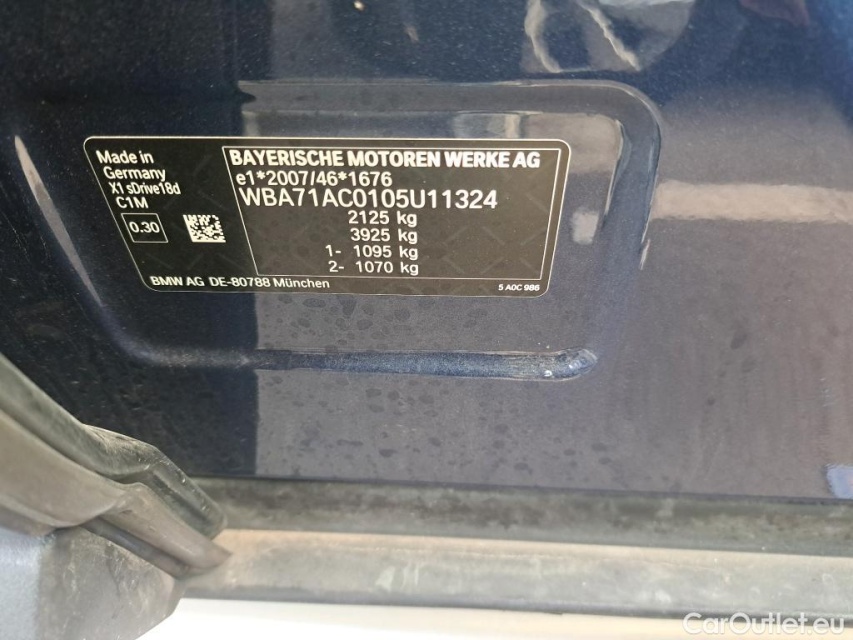 Made in
Germany
X1 sDrive18d
C1M
0.30
BAYERISCHE MOTOREN WERKE AG
e1*2007/46*1676
WBA71AC0105U11324
2125 kg
3925 kg
1- 1095 kg
2- 1070 kg
BMW AG DE-80788 München
5 A0C 986
CarOutlet.eu